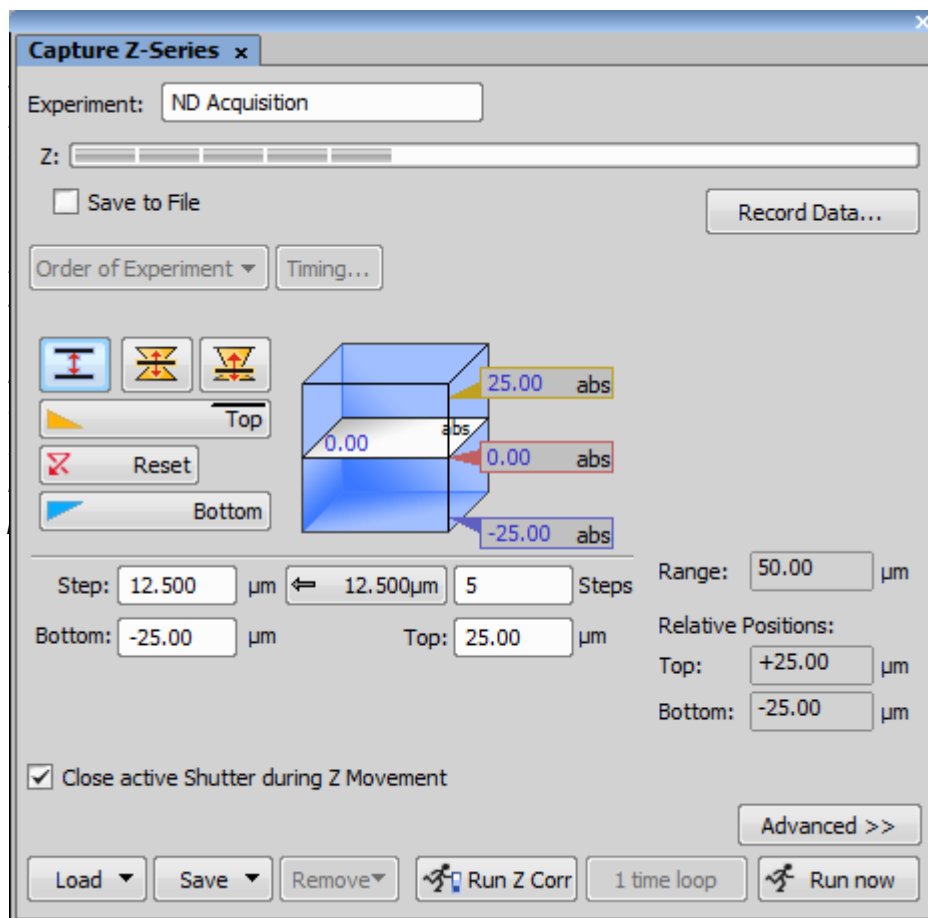 Capture Z-Series x
Experiment: ND Acquisition
Z:
Save to File
Record Data...
Order of Experiment
Timing...
Top
Reset
Bottom
25.00 abs
0.00 abs
0.00 abs
-25.00 abs
Step: 12.500 µm 12.500µm 5 Steps
Bottom: -25.00 µm Top: 25.00 µm
Range: 50.00 µm
Relative Positions:
Top: +25.00 µm
Bottom: -25.00 µm
Close active Shutter during Z Movement
Advanced >>
Load Save Remove Run Z Corr 1 time loop Run now